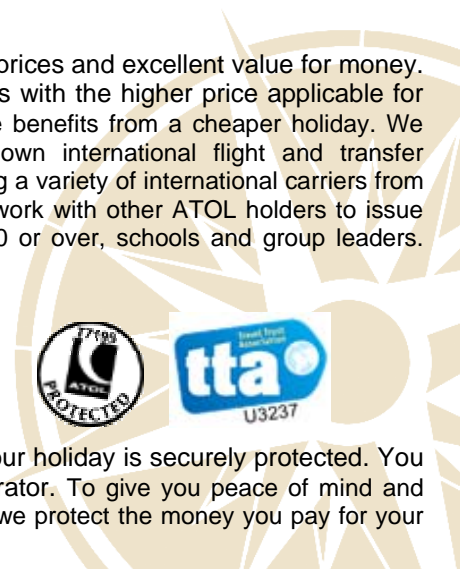 prices and excellent value for money.
s with the higher price applicable for
e benefits from a cheaper holiday. We
own international flight and transfer
g a variety of international carriers from
work with other ATOL holders to issue
0 or over, schools and group leaders.
T7199
ATOL
PROTECTED
Travel Trust
Association
tta
U3237
our holiday is securely protected. You
rator. To give you peace of mind and
we protect the money you pay for your